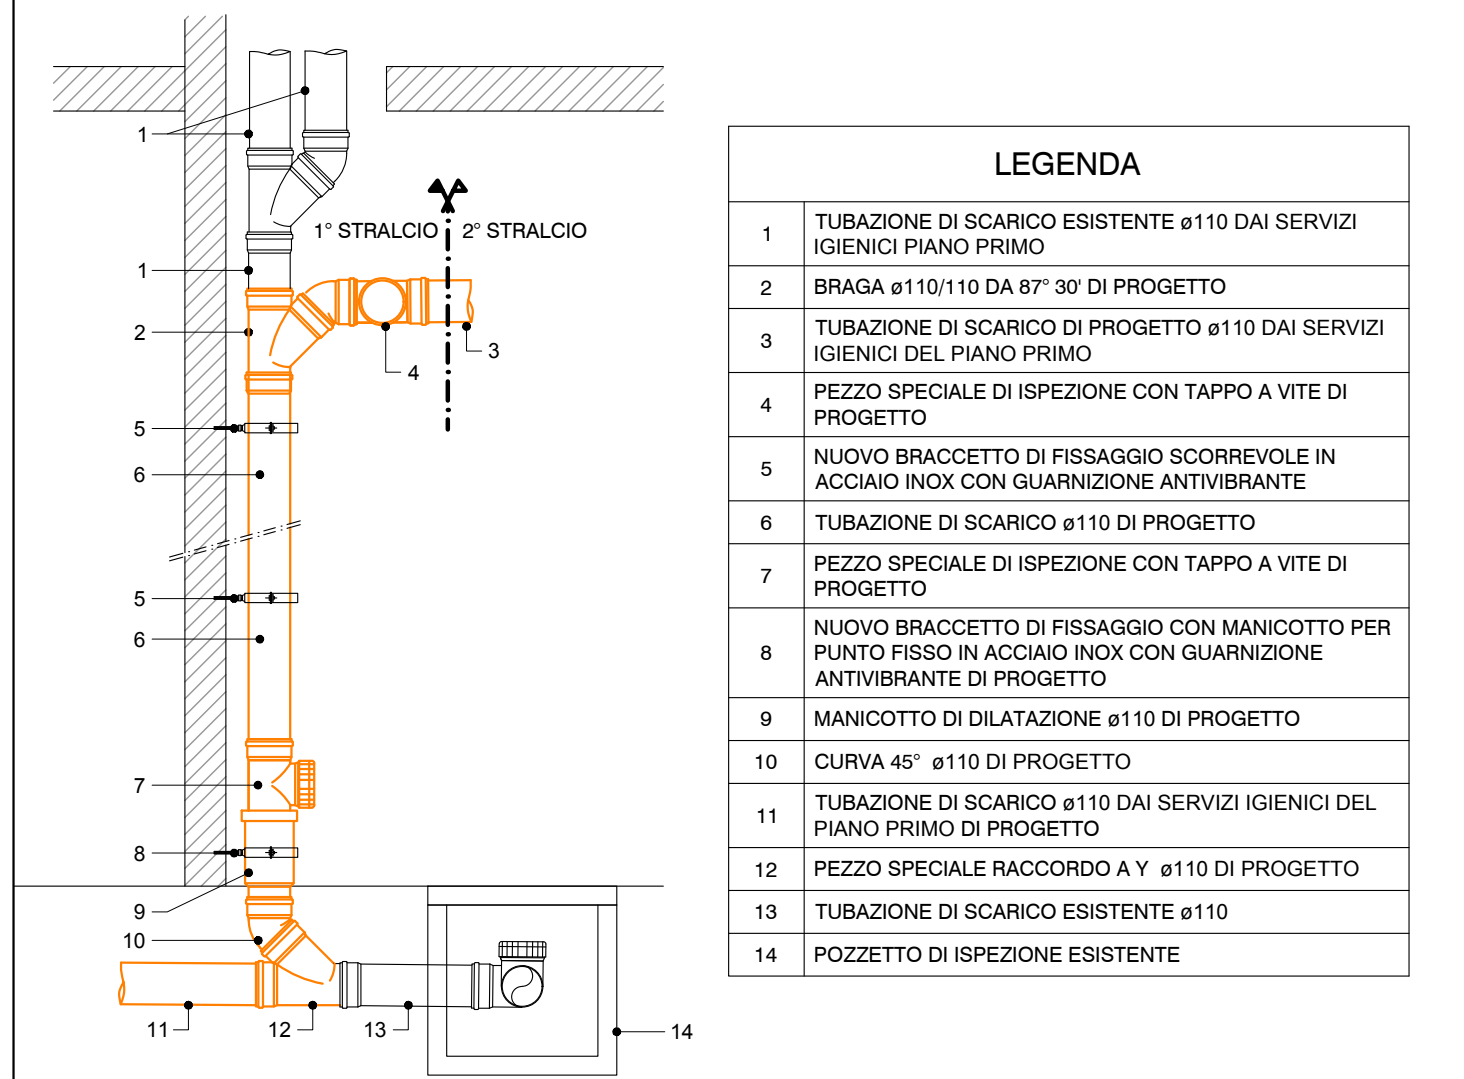 1
1° STRALCIO 2° STRALCIO
1
2
3
4
5
6
5
6
7
8
9
10
11 12 13 14
LEGENDA
1 TUBAZIONE DI SCARICO ESISTENTE ø110 DAI SERVIZI
IGIENICI PIANO PRIMO
2 BRAGA ø110/110 DA 87° 30' DI PROGETTO
3 TUBAZIONE DI SCARICO DI PROGETTO ø110 DAI SERVIZI
IGIENICI DEL PIANO PRIMO
4 PEZZO SPECIALE DI ISPEZIONE CON TAPPO A VITE DI
PROGETTO
5 NUOVO BRACCETTO DI FISSAGGIO SCORREVOLE IN
ACCIAIO INOX CON GUARNIZIONE ANTIVIBRANTE
6 TUBAZIONE DI SCARICO ø110 DI PROGETTO
7 PEZZO SPECIALE DI ISPEZIONE CON TAPPO A VITE DI
PROGETTO
8 NUOVO BRACCETTO DI FISSAGGIO CON MANICOTTO PER
PUNTO FISSO IN ACCIAIO INOX CON GUARNIZIONE
ANTIVIBRANTE DI PROGETTO
9 MANICOTTO DI DILATAZIONE ø110 DI PROGETTO
10 CURVA 45° ø110 DI PROGETTO
11 TUBAZIONE DI SCARICO ø110 DAI SERVIZI IGIENICI DEL
PIANO PRIMO DI PROGETTO
12 PEZZO SPECIALE RACCORDO A Y ø110 DI PROGETTO
13 TUBAZIONE DI SCARICO ESISTENTE ø110
14 POZZETTO DI ISPEZIONE ESISTENTE